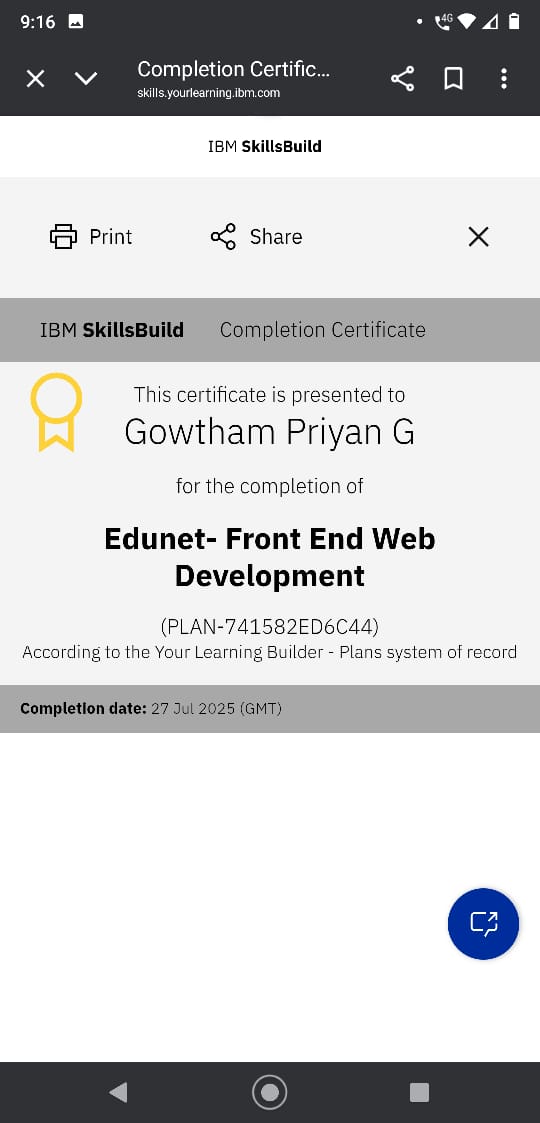 9:16
4G
Completion Certific...
skills.yourlearning.ibm.com
IBM SkillsBuild
Print
Share
IBM SkillsBuild Completion Certificate
This certificate is presented to
Gowtham Priyan G
for the completion of
Edunet- Front End Web
Development
(PLAN-741582ED6C44)
According to the Your Learning Builder - Plans system of record
Completion date: 27 Jul 2025 (GMT)